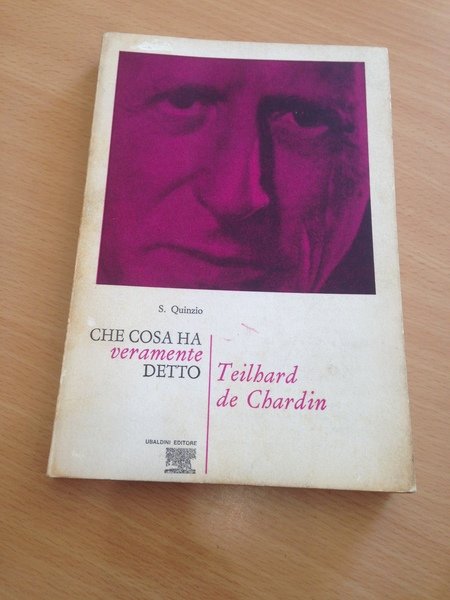 S. Quinzio
CHE COSA HA
veramente
DETTO
Teilhard
de Chardin
UBALDINI EDITORE